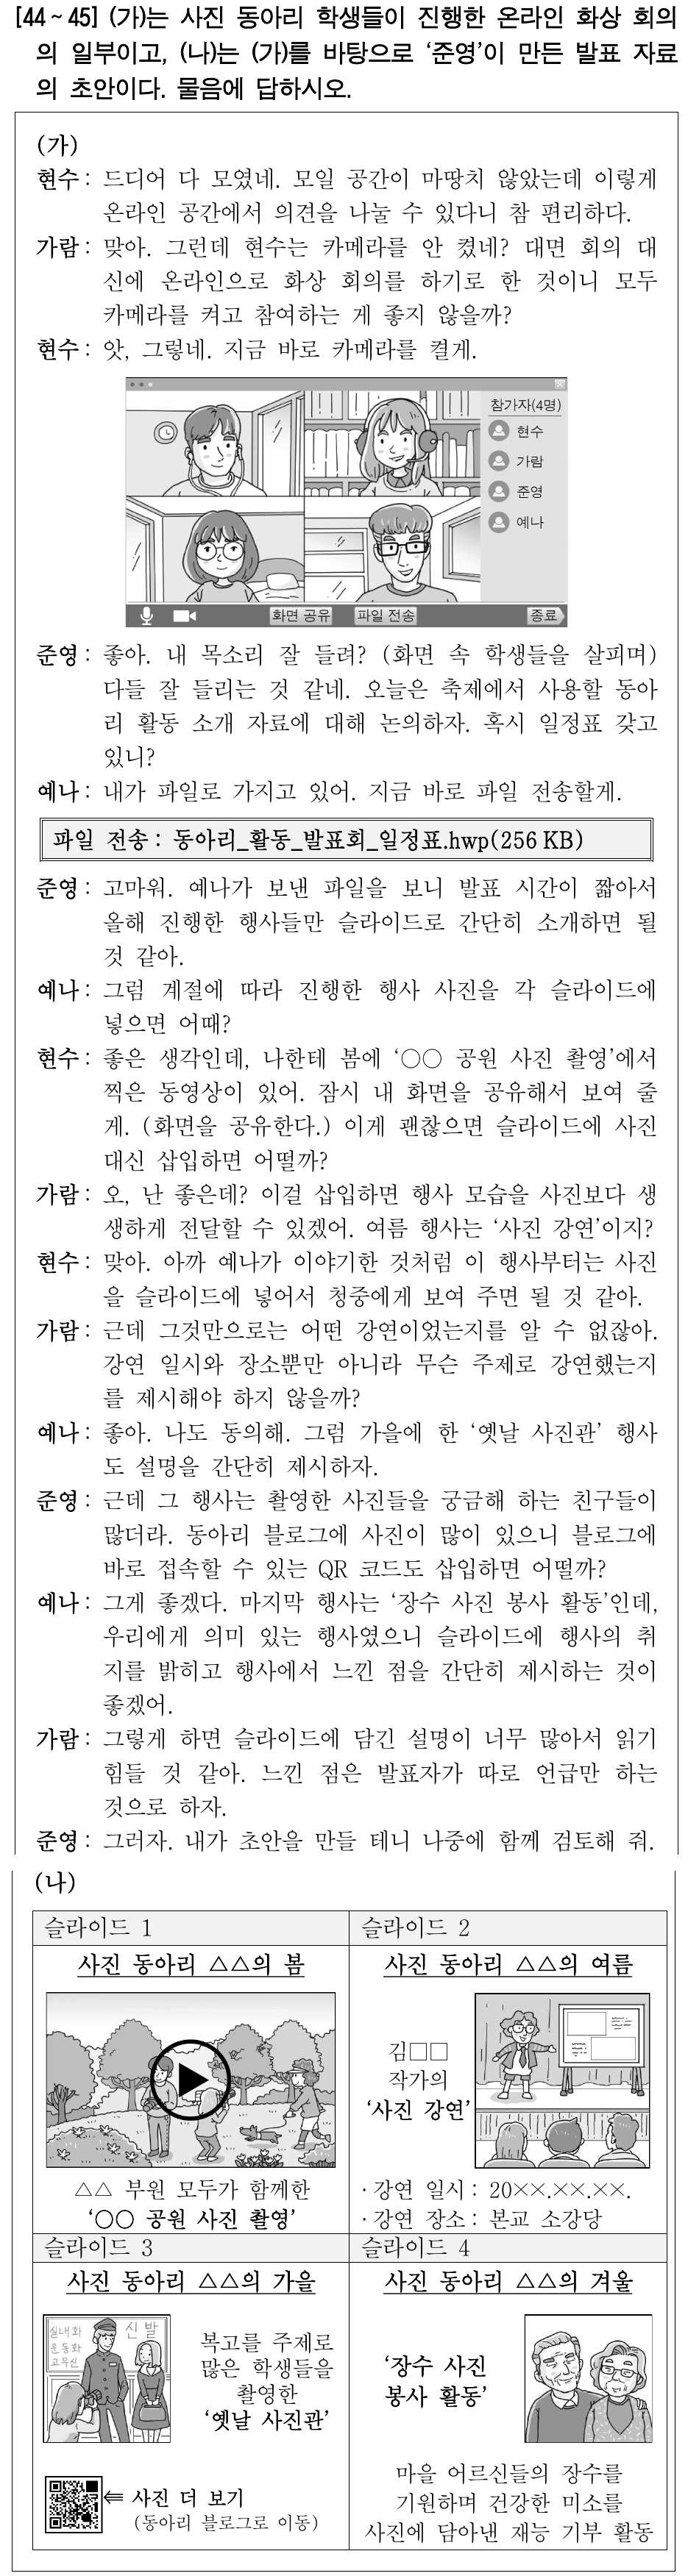 [44 ~ 45] (가)는 사진 동아리 학생들이 진행한 온라인 화상 회의
의 일부이고, (나)는 (가)를 바탕으로 ‘준영’이 만든 발표 자료
의 초안이다. 물음에 답하시오.
(가)
현수 : 드디어 다 모였네. 모일 공간이 마땅치 않았는데 이렇게
온라인 공간에서 의견을 나눌 수 있다니 참 편리하다.
가람 : 맞아. 그런데 현수는 카메라를 안 켰네? 대면 회의 대
신에 온라인으로 화상 회의를 하기로 한 것이니 모두
카메라를 켜고 참여하는 게 좋지 않을까?
현수 : 앗, 그렇네. 지금 바로 카메라를 켤게.
참가자(4명)
현수
가람
준영
예나
화면 공유
파일 전송
종료
준영 : 좋아. 내 목소리 잘 들려? (화면 속 학생들을 살피며)
다들 잘 들리는 것 같네. 오늘은 축제에서 사용할 동아
리 활동 소개 자료에 대해 논의하자. 혹시 일정표 갖고
있니?
예나 : 내가 파일로 가지고 있어. 지금 바로 파일 전송할게.
파일 전송 : 동아리_활동_발표회_일정표.hwp(256 KB)
준영 : 고마워. 예나가 보낸 파일을 보니 발표 시간이 짧아서
올해 진행한 행사들만 슬라이드로 간단히 소개하면 될
것 같아.
예나 : 그럼 계절에 따라 진행한 행사 사진을 각 슬라이드에
넣으면 어때?
현수 : 좋은 생각인데, 나한테 봄에 ‘○○ 공원 사진 촬영’에서
찍은 동영상이 있어. 잠시 내 화면을 공유해서 보여 줄
게. (화면을 공유한다.) 이게 괜찮으면 슬라이드에 사진
대신 삽입하면 어떨까?
가람 : 오, 난 좋은데? 이걸 삽입하면 행사 모습을 사진보다 생
생하게 전달할 수 있겠어. 여름 행사는 ‘사진 강연’이지?
현수 : 맞아. 아까 예나가 이야기한 것처럼 이 행사부터는 사진
을 슬라이드에 넣어서 청중에게 보여 주면 될 것 같아.
가람 : 근데 그것만으로는 어떤 강연이었는지를 알 수 없잖아.
강연 일시와 장소뿐만 아니라 무슨 주제로 강연했는지
를 제시해야 하지 않을까?
예나 : 좋아. 나도 동의해. 그럼 가을에 한 ‘옛날 사진관’ 행사
도 설명을 간단히 제시하자.
준영 : 근데 그 행사는 촬영한 사진들을 궁금해 하는 친구들이
많더라. 동아리 블로그에 사진이 많이 있으니 블로그에
바로 접속할 수 있는 QR 코드도 삽입하면 어떨까?
예나 : 그게 좋겠다. 마지막 행사는 ‘장수 사진 봉사 활동’인데,
우리에게 의미 있는 행사였으니 슬라이드에 행사의 취
지를 밝히고 행사에서 느낀 점을 간단히 제시하는 것이
좋겠어.
가람 : 그렇게 하면 슬라이드에 담긴 설명이 너무 많아서 읽기
힘들 것 같아. 느낀 점은 발표자가 따로 언급만 하는
것으로 하자.
준영 : 그러자. 내가 초안을 만들 테니 나중에 함께 검토해 줘.
(나)
슬라이드 1
사진 동아리 △△의 봄
△△ 부원 모두가 함께한
‘○○ 공원 사진 촬영’
슬라이드 2
사진 동아리 △△의 여름
김□□
작가의
‘사진 강연’
· 강연 일시 : 20××.××.××.
· 강연 장소 : 본교 소강당
슬라이드 3
사진 동아리 △△의 가을
실내화
운동화
고무신
신발
복고를 주제로
많은 학생들을
촬영한
‘옛날 사진관’
⇐ 사진 더 보기
(동아리 블로그로 이동)
슬라이드 4
사진 동아리 △△의 겨울
‘장수 사진
봉사 활동’
마을 어르신들의 장수를
기원하며 건강한 미소를
사진에 담아낸 재능 기부 활동